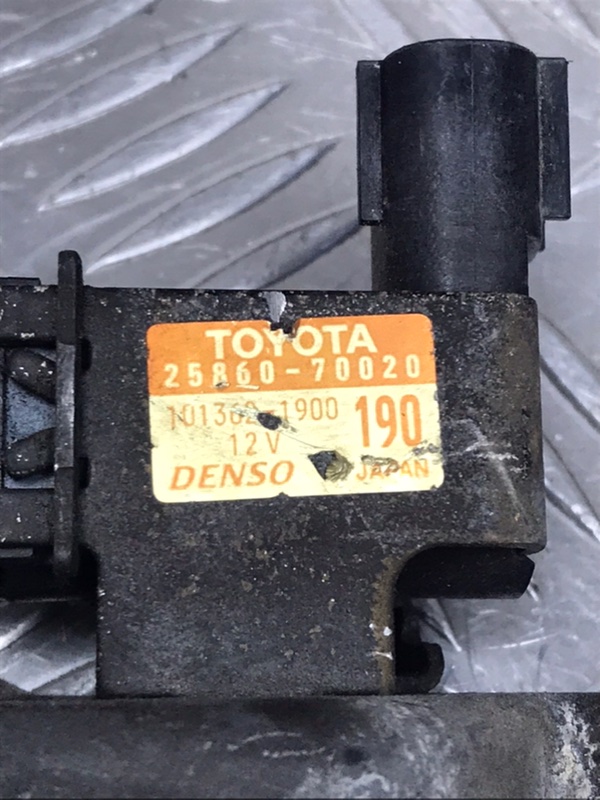 TOYOTA
25860-70020
101362-1900
190
12V
DENSO
JAPAN